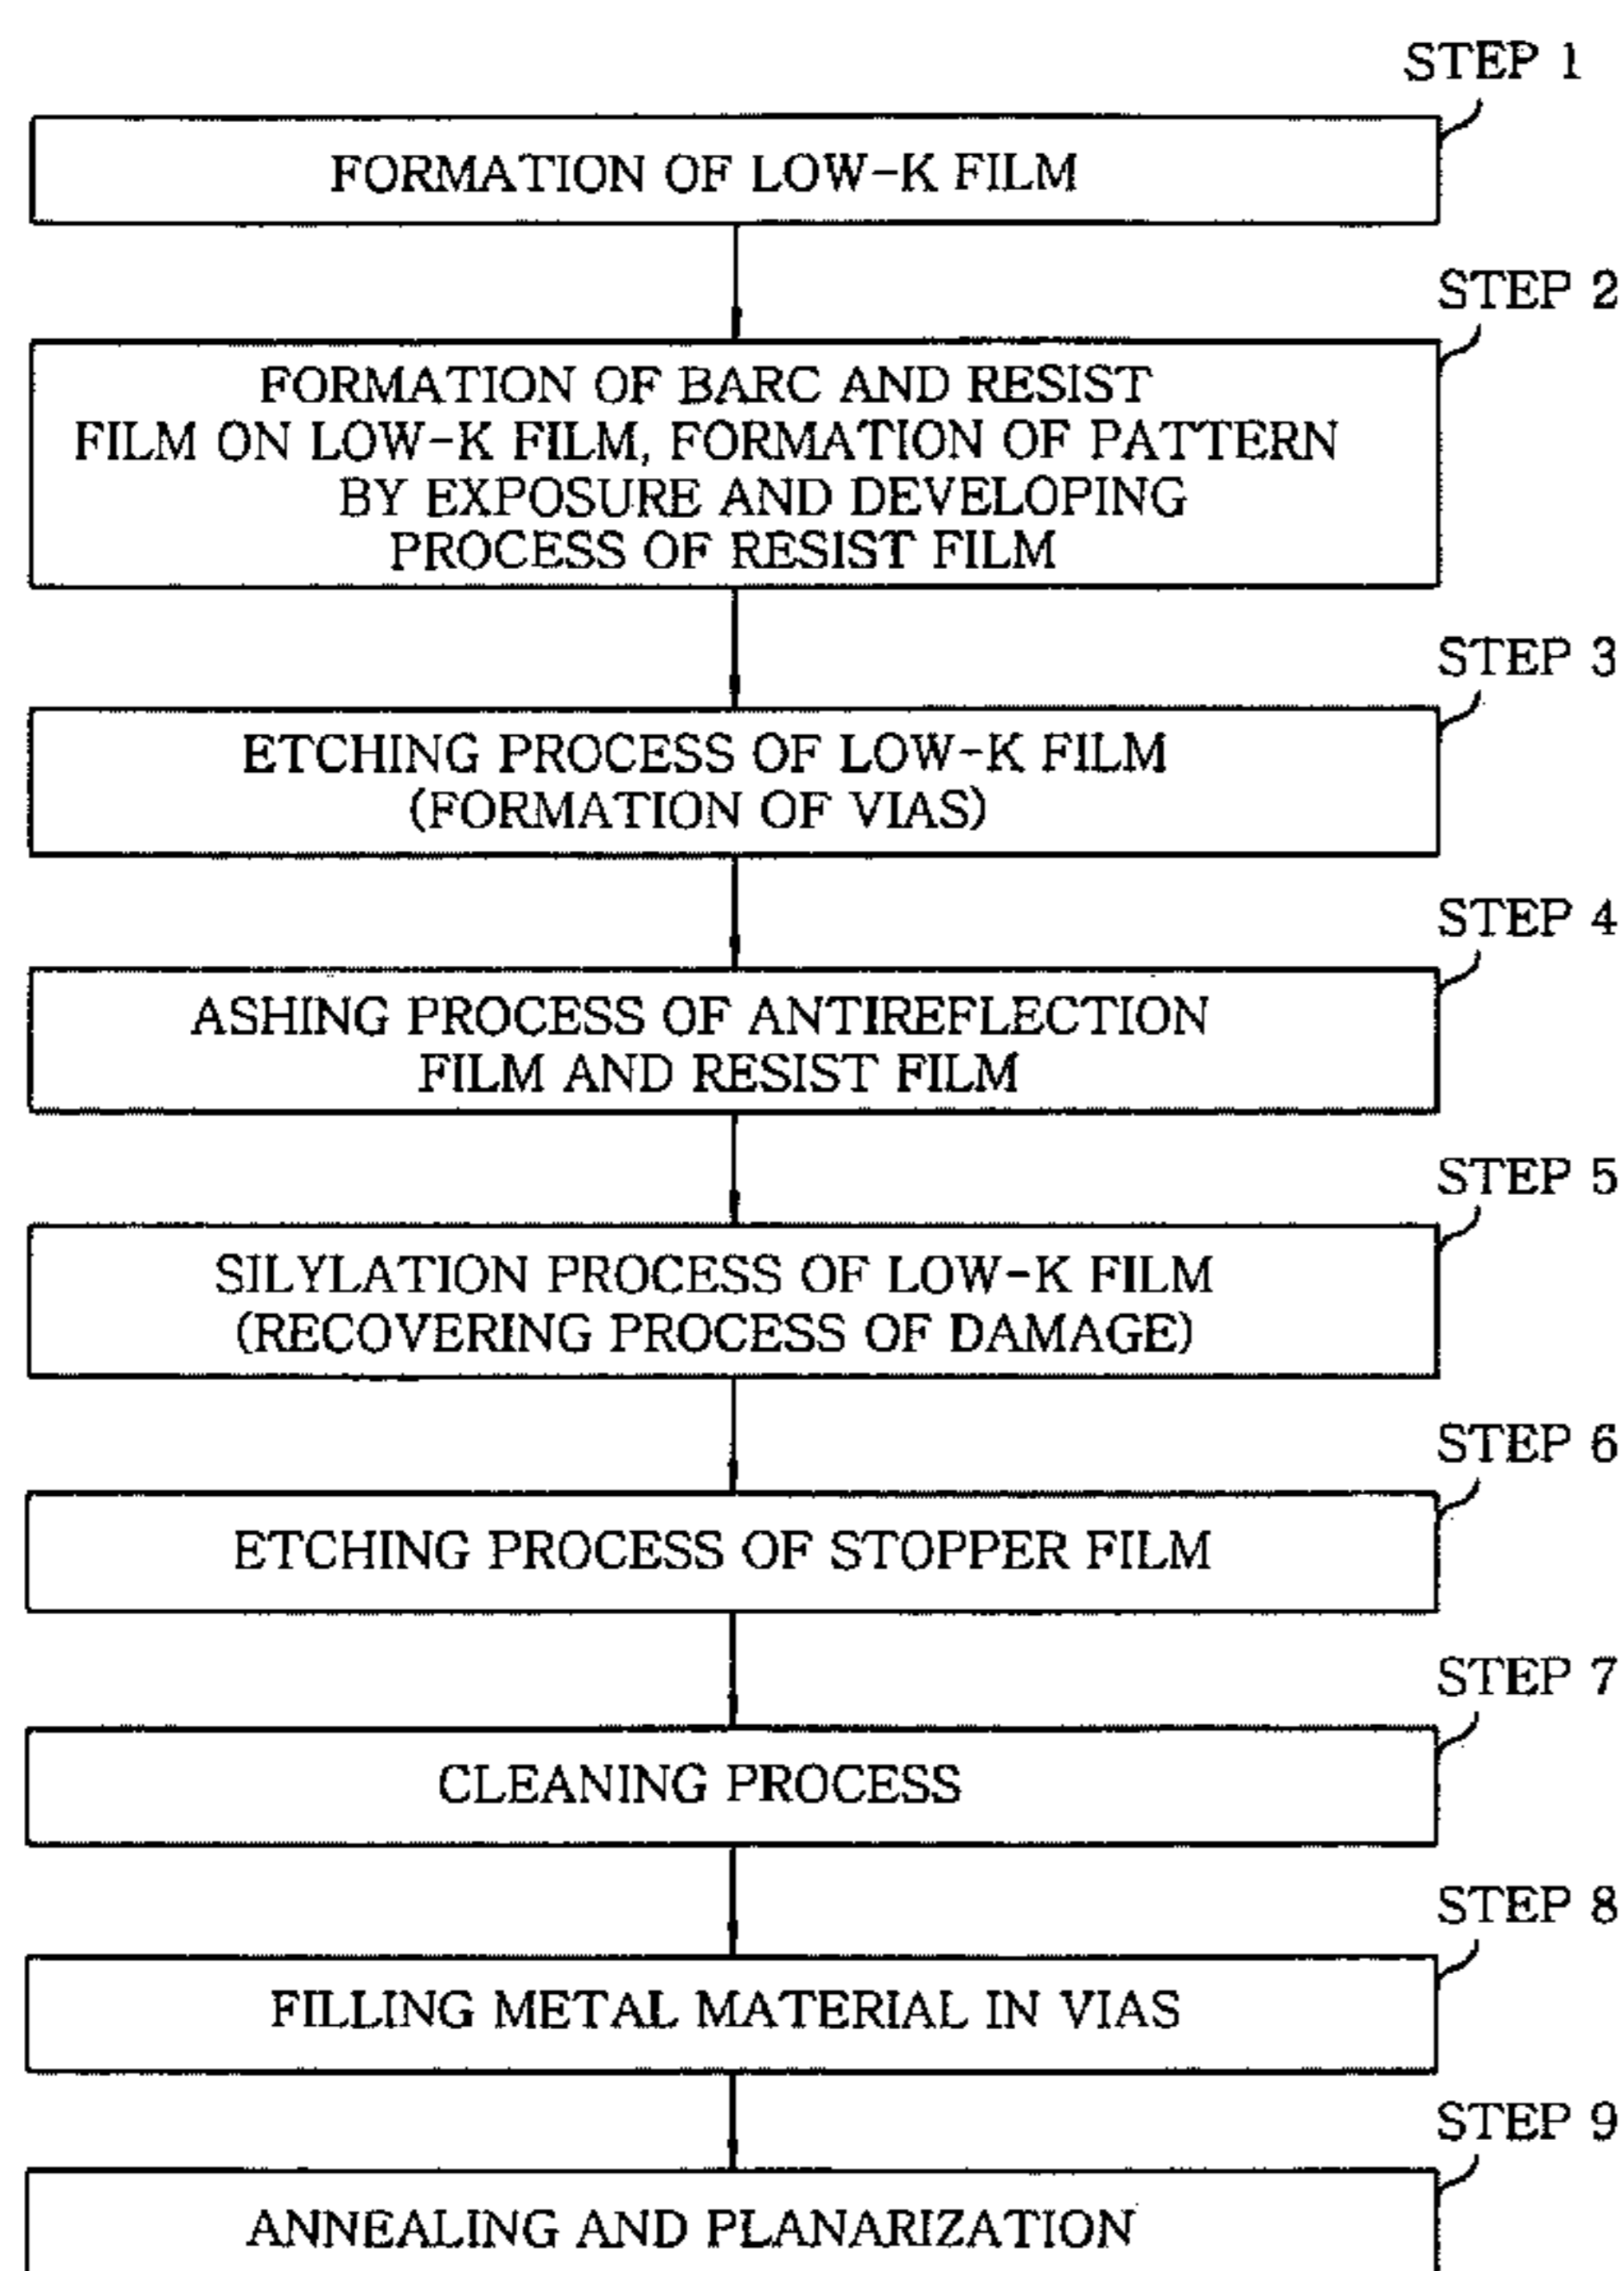 STEP 1
FORMATION OF LOW-K FILM
STEP 2
FORMATION OF BARC AND RESIST
FILM ON LOW-K FILM, FORMATION OF PATTERN
BY EXPOSURE AND DEVELOPING
PROCESS OF RESIST FILM
STEP 3
ETCHING PROCESS OF LOW-K FILM
(FORMATION OF VIAS)
STEP 4
ASHING PROCESS OF ANTIREFLECTION
FILM AND RESIST FILM
STEP 5
SILYLATION PROCESS OF LOW-K FILM
(RECOVERING PROCESS OF DAMAGE)
STEP 6
ETCHING PROCESS OF STOPPER FILM
STEP 7
CLEANING PROCESS
STEP 8
FILLING METAL MATERIAL IN VIAS
STEP 9
ANNEALING AND PLANARIZATION